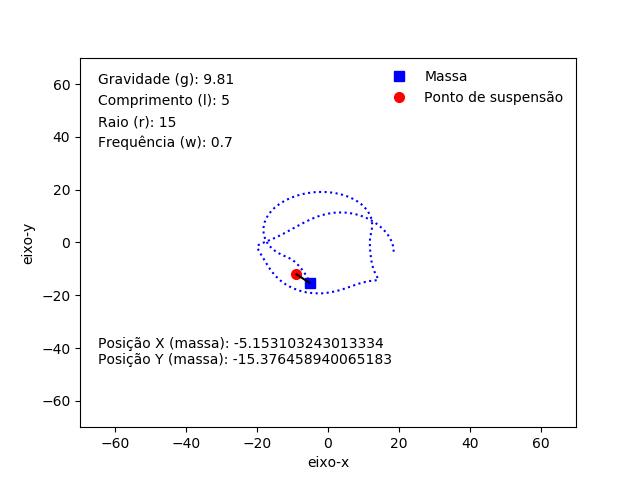 Gravidade (g): 9.81
Comprimento (l): 5
Raio (r): 15
Frequência (w): 0.7
Massa
Ponto de suspensão
Posição X (massa): -5.153103243013334
Posição Y (massa): -15.376458940065183
60
40
20
0
−20
−40
−60
eixo-y
−60 −40 −20 0 20 40 60
eixo-x